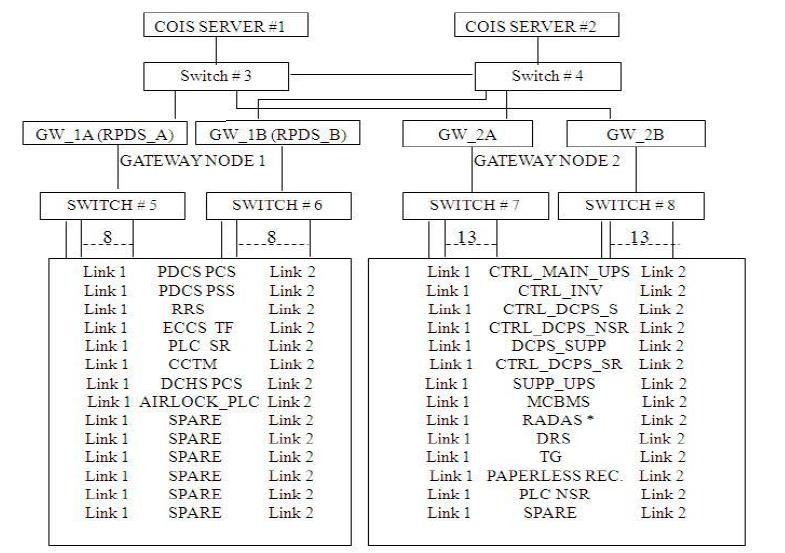 COIS SERVER #1
COIS SERVER #2
Switch # 3
Switch # 4
GW_1A (RPDS_A)
GW_1B (RPDS_B)
GW_2A
GW_2B
GATEWAY NODE 1
GATEWAY NODE 2
SWITCH # 5
SWITCH # 6
SWITCH # 7
SWITCH # 8
8
8
13
13
Link 1 PDCS PCS Link 2
Link 1 PDCS PSS Link 2
Link 1 RRS Link 2
Link 1 ECCS TF Link 2
Link 1 PLC SR Link 2
Link 1 CCTM Link 2
Link 1 DCHS PCS Link 2
Link 1 AIRLOCK_PLC Link 2
Link 1 SPARE Link 2
Link 1 SPARE Link 2
Link 1 SPARE Link 2
Link 1 SPARE Link 2
Link 1 SPARE Link 2
Link 1 SPARE Link 2
Link 1 CTRL_MAIN_UPS Link 2
Link 1 CTRL_INV Link 2
Link 1 CTRL_DCPS_S Link 2
Link 1 CTRL_DCPS_NSR Link 2
Link 1 DCPS_SUPP Link 2
Link 1 CTRL_DCPS_SR Link 2
Link 1 SUPP_UPS Link 2
Link 1 MCBMS Link 2
Link 1 RADAS * Link 2
Link 1 DRS Link 2
Link 1 TG Link 2
Link 1 PAPERLESS REC. Link 2
Link 1 PLC NSR Link 2
Link 1 SPARE Link 2